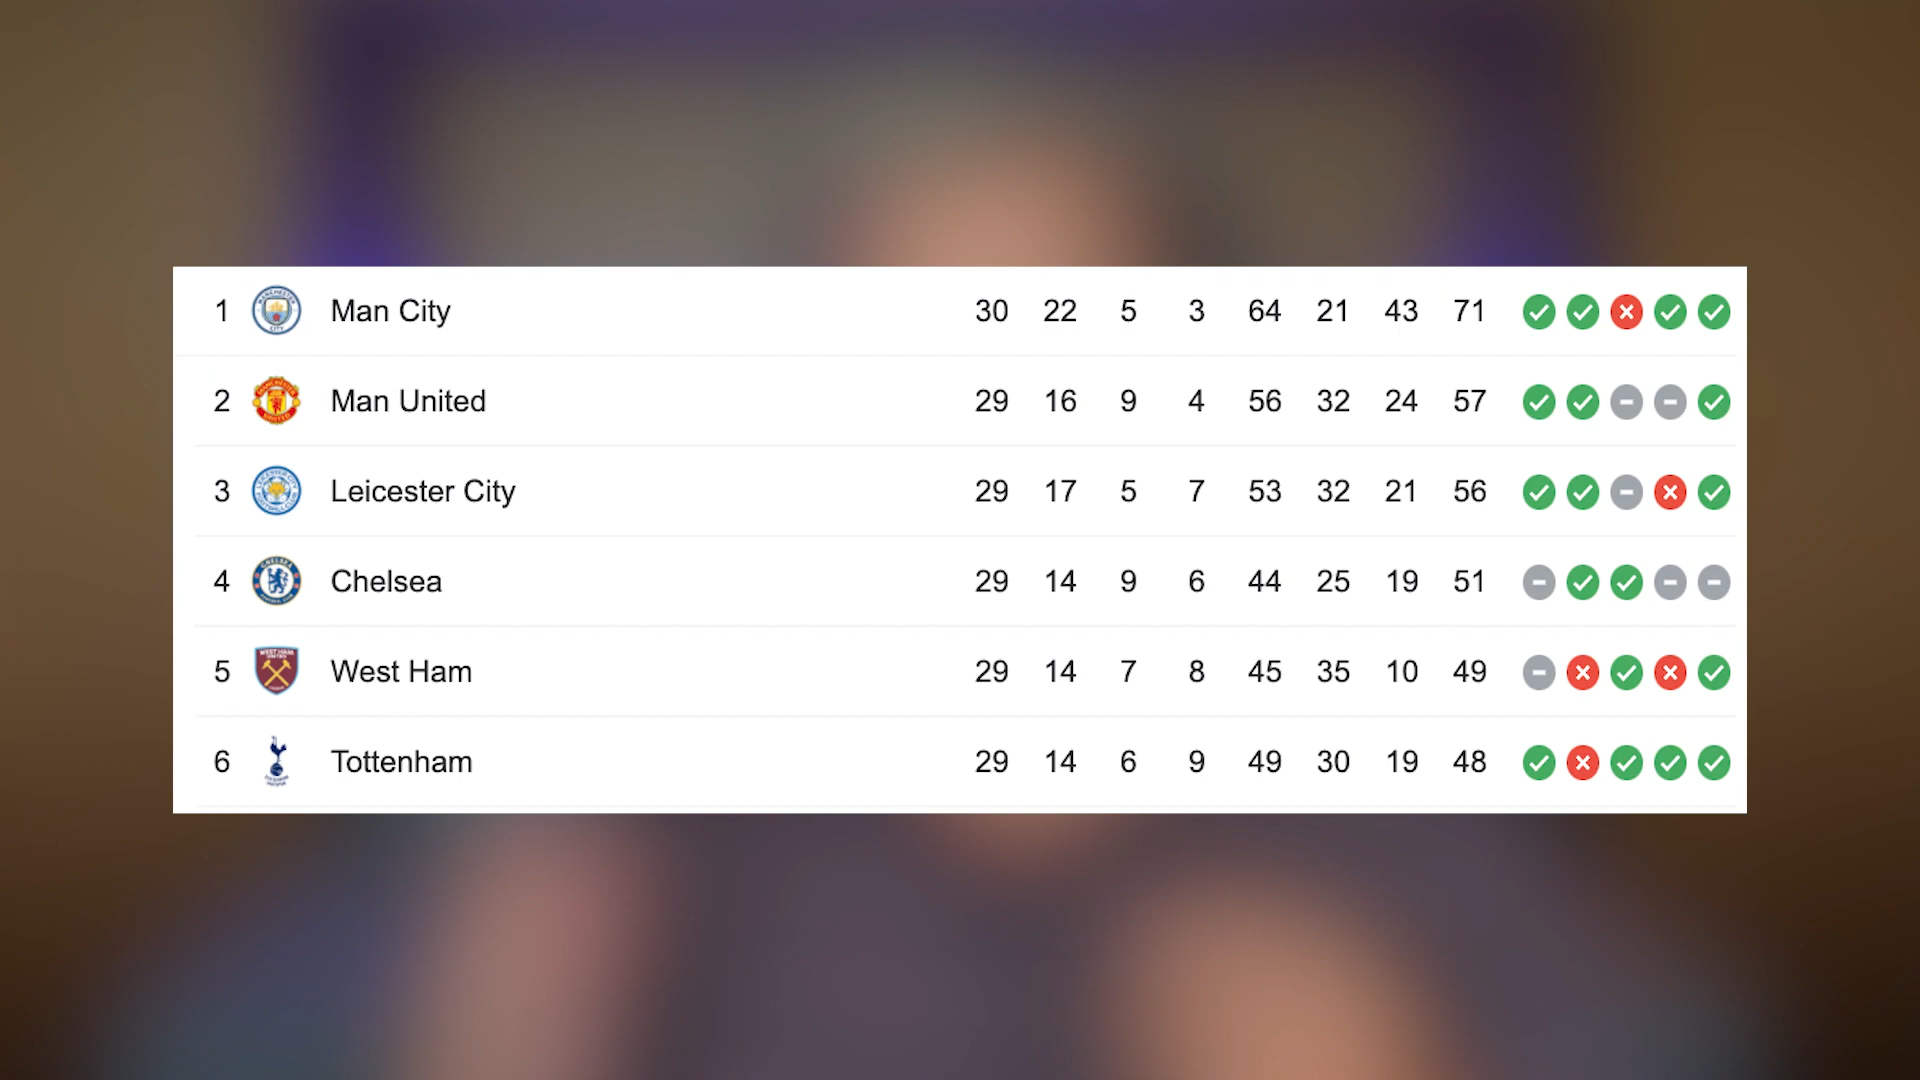 1 Man City 30 22 5 3 64 21 43 71
2 Man United 29 16 9 4 56 32 24 57
3 Leicester City 29 17 5 7 53 32 21 56
4 Chelsea 29 14 9 6 44 25 19 51
5 West Ham 29 14 7 8 45 35 10 49
6 Tottenham 29 14 6 9 49 30 19 48